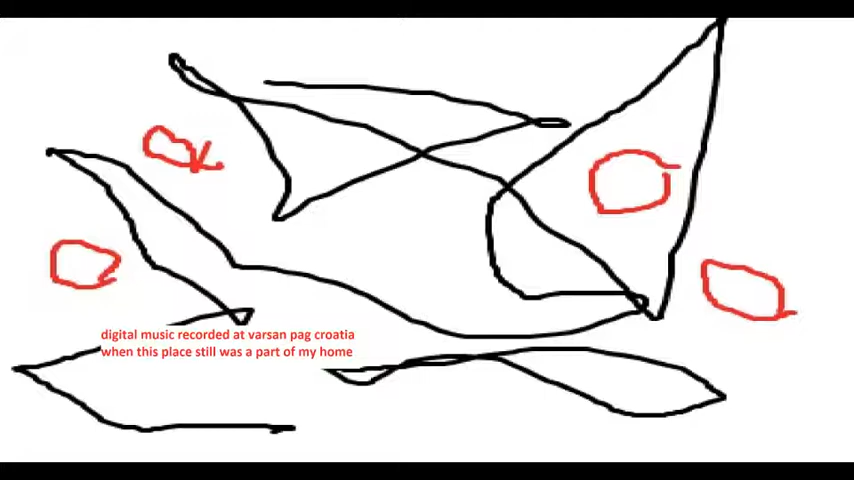 digital music recorded at varsan pag croatia
when this place still was a part of my home